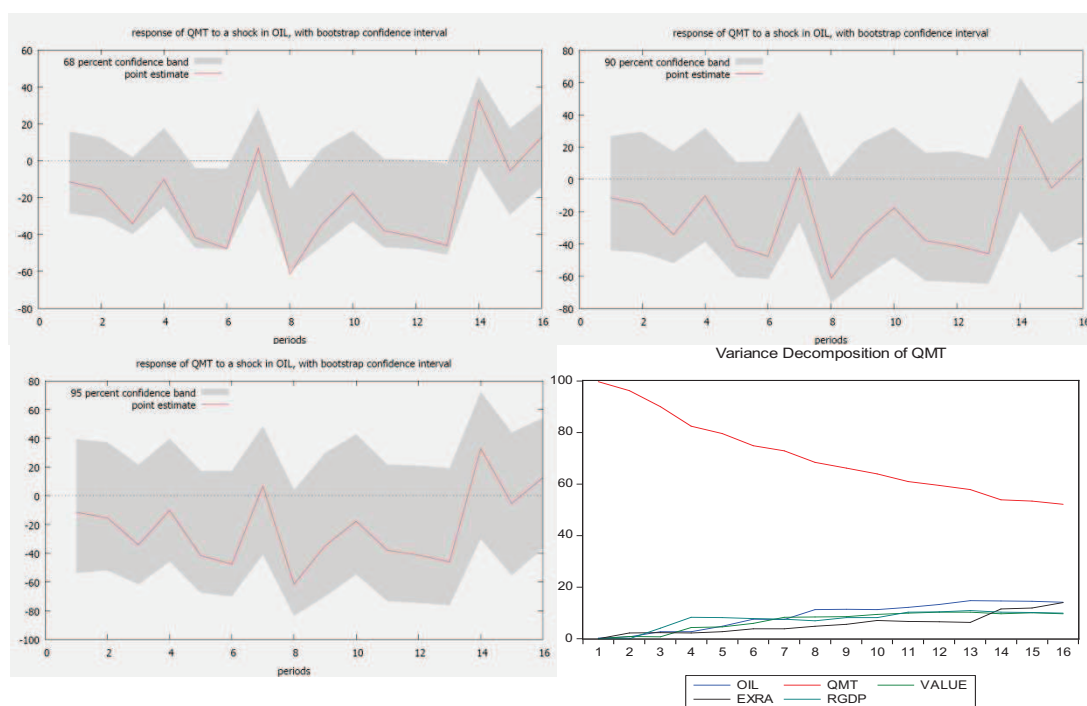 response of QMT to a shock in OIL, with bootstrap confidence interval
68 percent confidence band
point estimate
60
40
20
0
-20
-40
-60
-80
0 2 4 6 8 10 12 14 16
periods
response of QMT to a shock in OIL, with bootstrap confidence interval
90 percent confidence band
point estimate
80
60
40
20
0
-20
-40
-60
-80
0 2 4 6 8 10 12 14 16
periods
response of QMT to a shock in OIL, with bootstrap confidence interval
95 percent confidence band
point estimate
80
60
40
20
0
-20
-40
-60
-80
-100
0 2 4 6 8 10 12 14 16
periods
Variance Decomposition of QMT
100
80
60
40
20
0
1 2 3 4 5 6 7 8 9 10 11 12 13 14 15 16
OIL QMT VALUE
EXRA RGDP